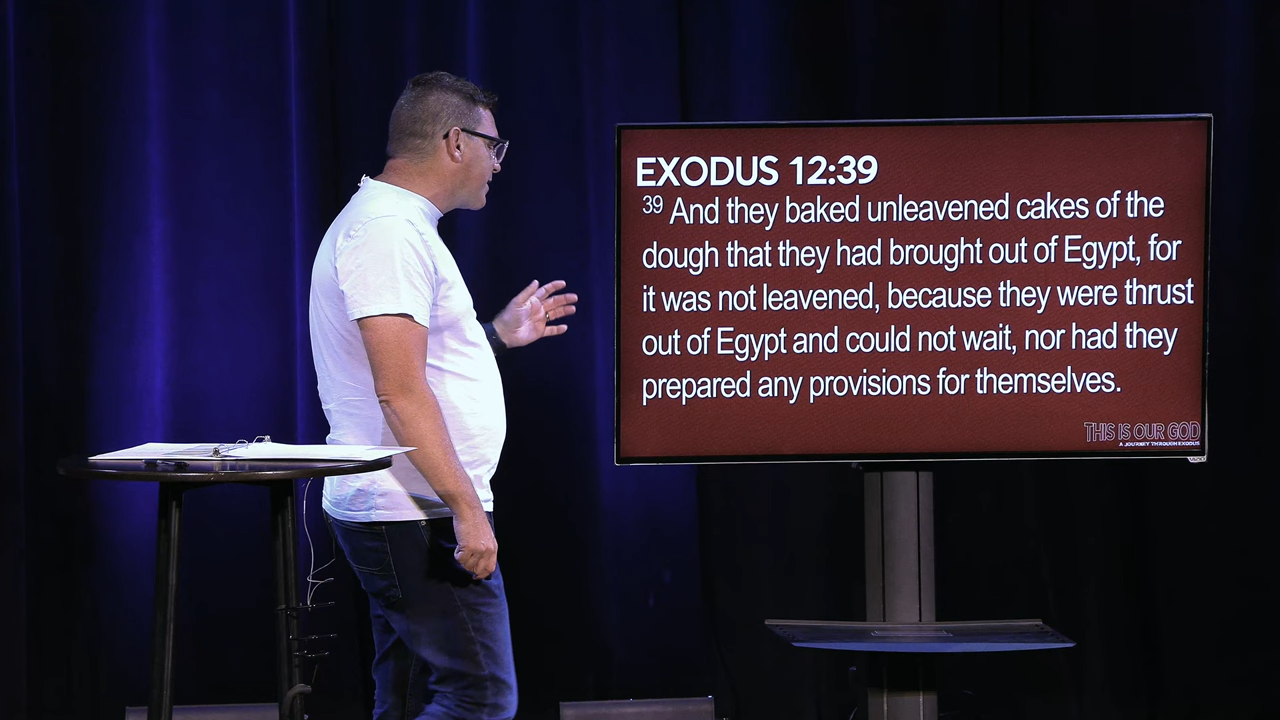 EXODUS 12:39
39 And they baked unleavened cakes of the
dough that they had brought out of Egypt, for
it was not leavened, because they were thrust
out of Egypt and could not wait, nor had they
prepared any provisions for themselves.
THIS IS OUR GOD
A JOURNEY THROUGH EXODUS